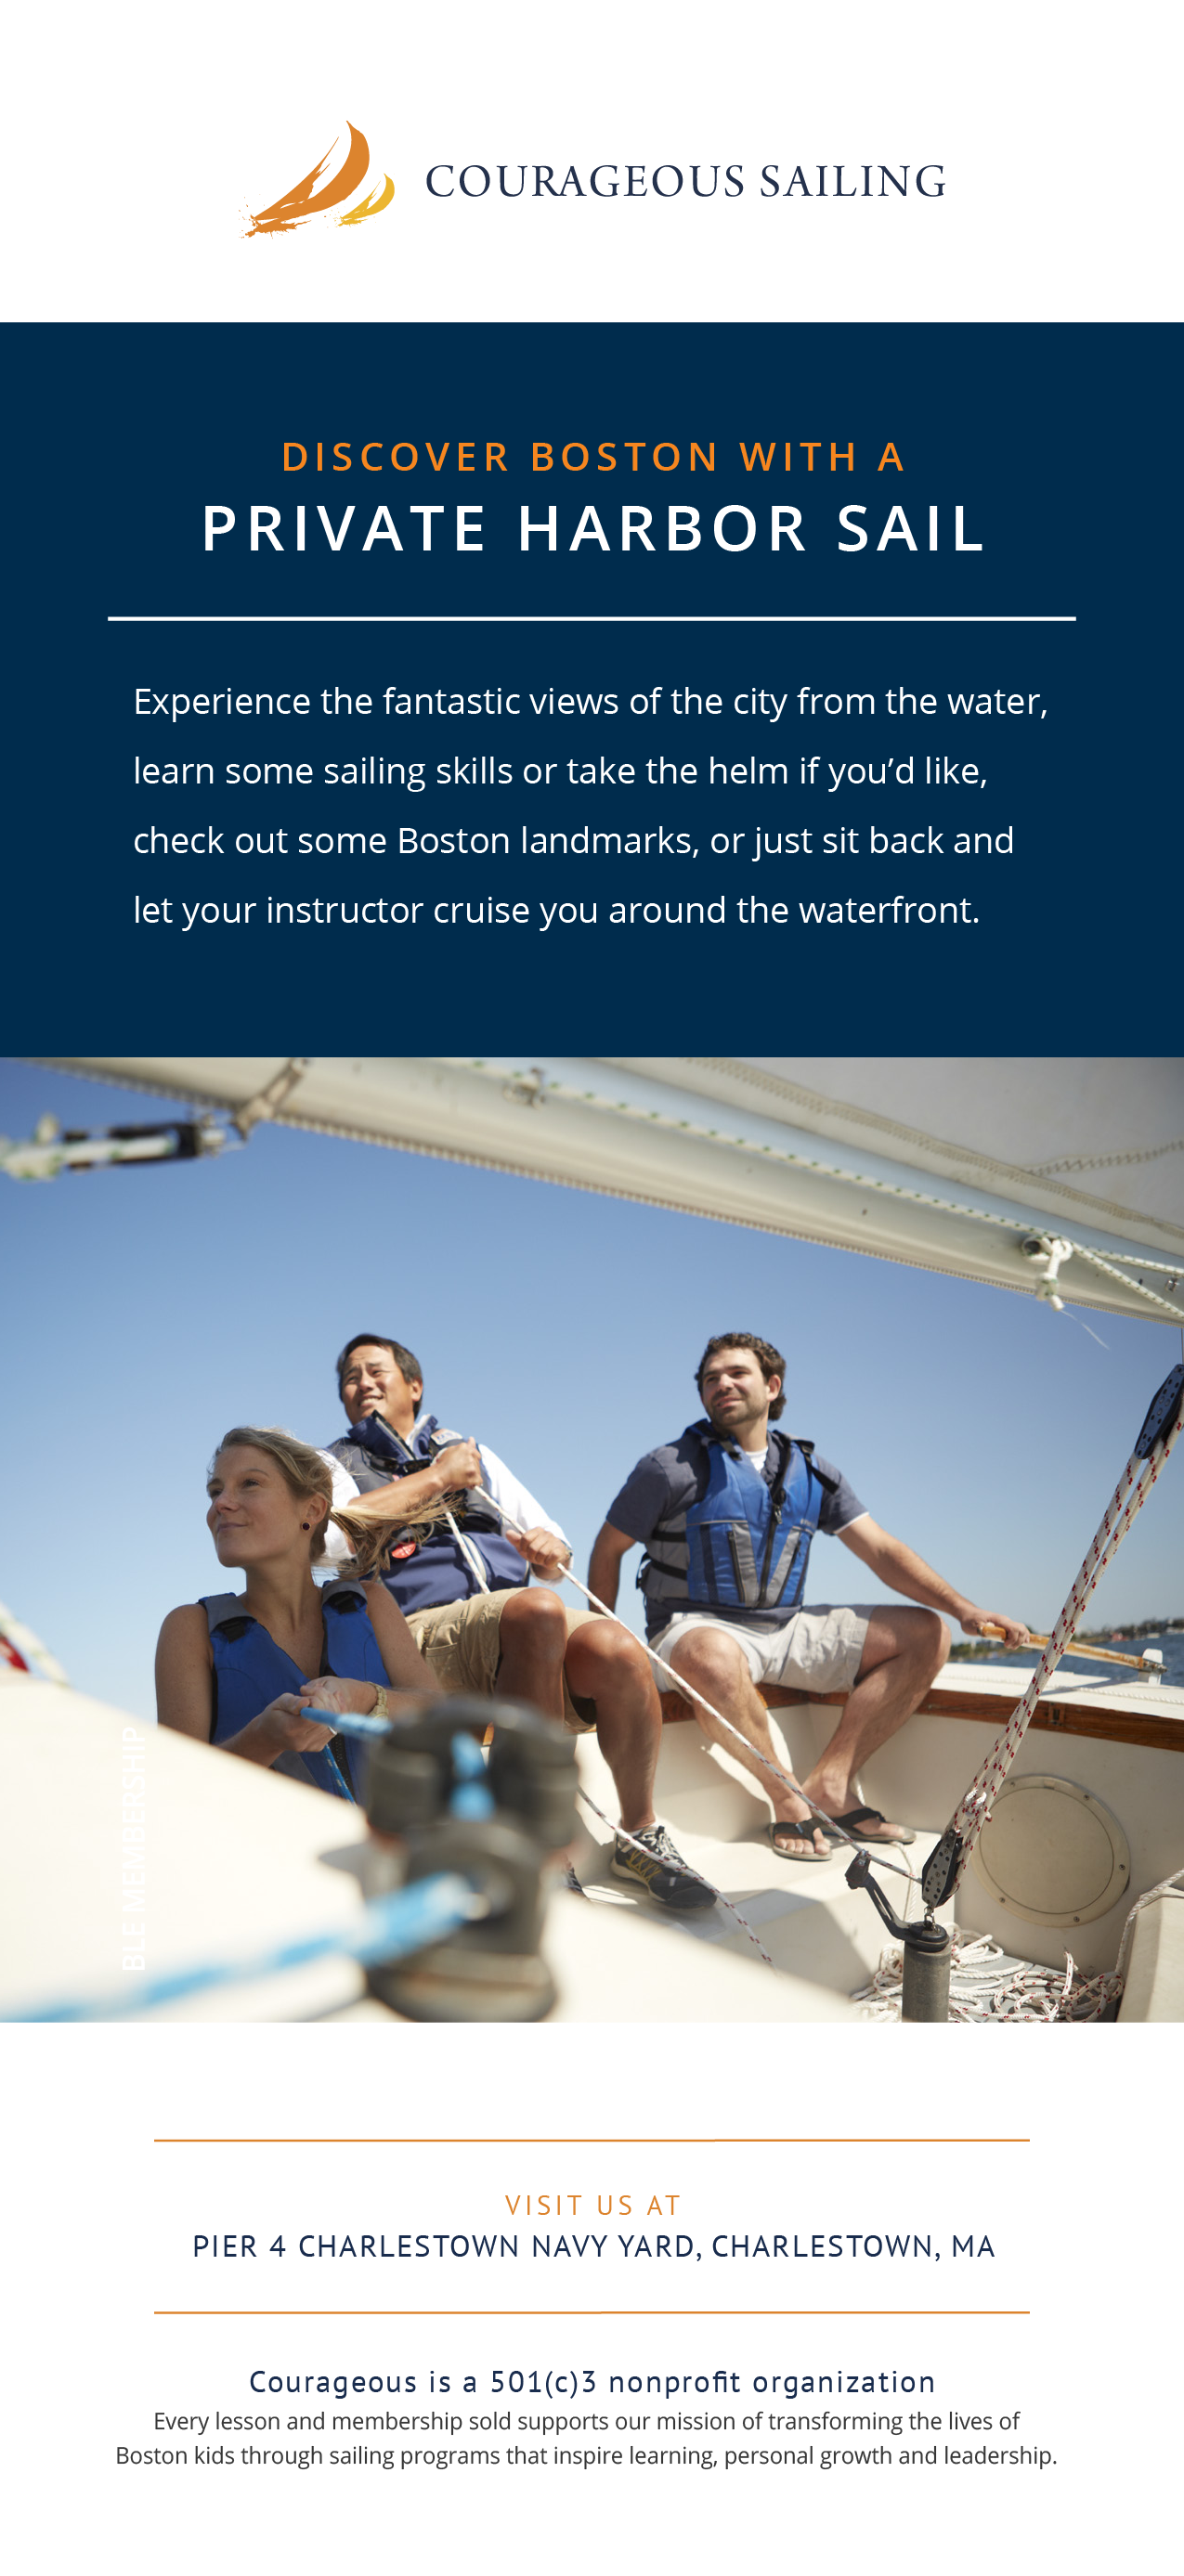 COURAGEOUS SAILING
DISCOVER BOSTON WITH A
PRIVATE HARBOR SAIL
Experience the fantastic views of the city from the water,
learn some sailing skills or take the helm if you’d like,
check out some Boston landmarks, or just sit back and
let your instructor cruise you around the waterfront.
BLE MEMBERSHIP
VISIT US AT
PIER 4 CHARLESTOWN NAVY YARD, CHARLESTOWN, MA
Courageous is a 501(c)3 nonprofit organization
Every lesson and membership sold supports our mission of transforming the lives of
Boston kids through sailing programs that inspire learning, personal growth and leadership.